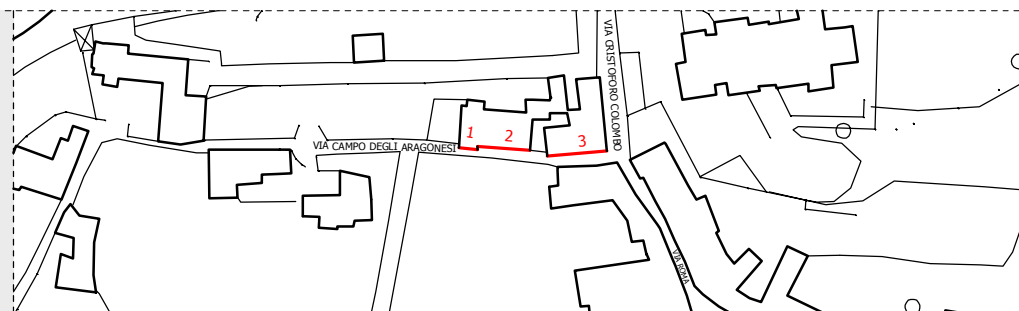 VIA CRISTOFORO COLOMBO
1
2
3
VIA CAMPO DEGLI ARAGONESI
VIA ROMA